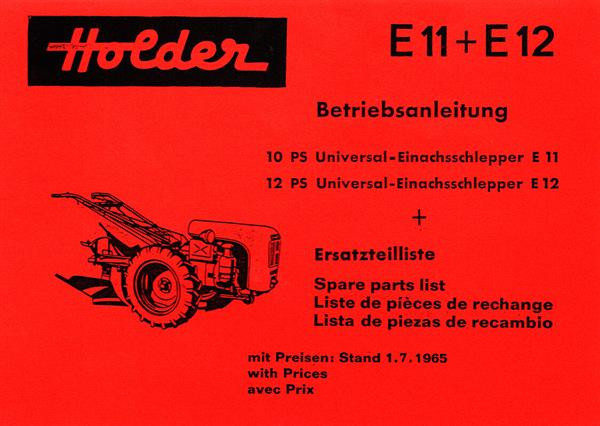 Holder
E 11 + E 12
Betriebsanleitung
10 PS Universal-Einachsschlepper E 11
12 PS Universal-Einachsschlepper E 12
+
Ersatzteilliste
Spare parts list
Liste de pièces de rechange
Lista de piezas de recambio
mit Preisen: Stand 1.7.1965
with Prices
avec Prix